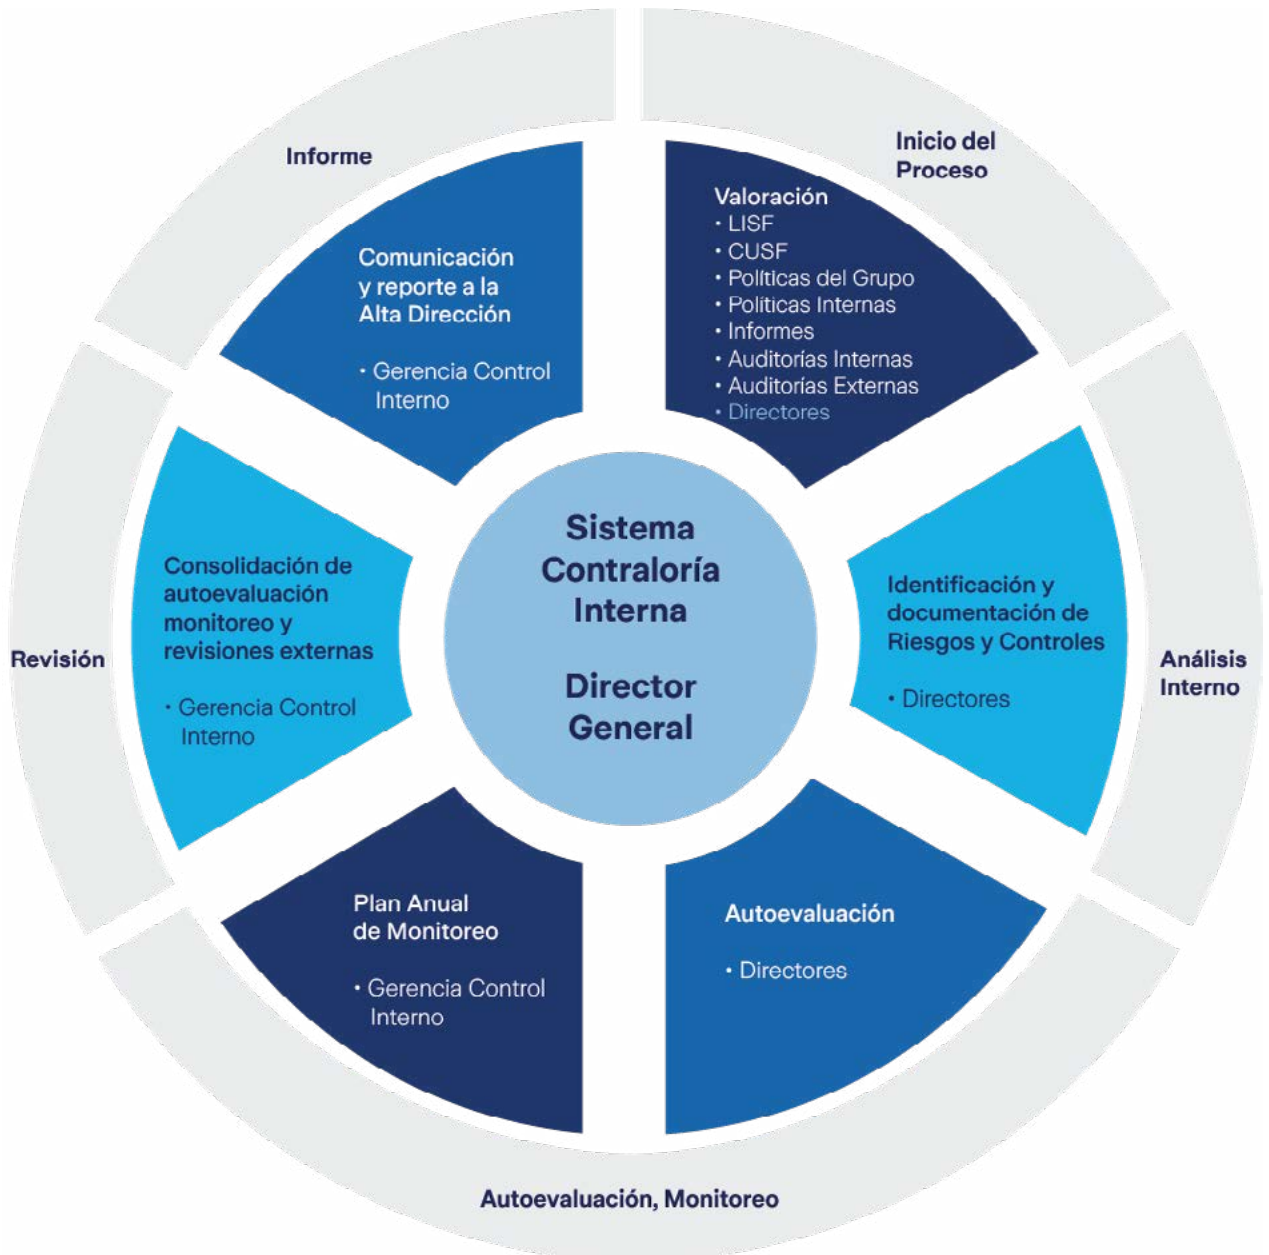 Inicio del
Proceso
Valoración
• LISF
• CUSF
• Políticas del Grupo
• Políticas Internas
• Informes
• Auditorías Internas
• Auditorías Externas
• Directores
Análisis
Interno
Identificación y
documentación de
Riesgos y Controles
• Directores
Autoevaluación, Monitoreo
Autoevaluación
• Directores
Plan Anual
de Monitoreo
• Gerencia Control
Interno
Revisión
Consolidación de
autoevaluación
monitoreo y
revisiones externas
• Gerencia Control
Interno
Informe
Comunicación
y reporte a la
Alta Dirección
• Gerencia Control
Interno
Sistema
Contraloría
Interna
Director
General